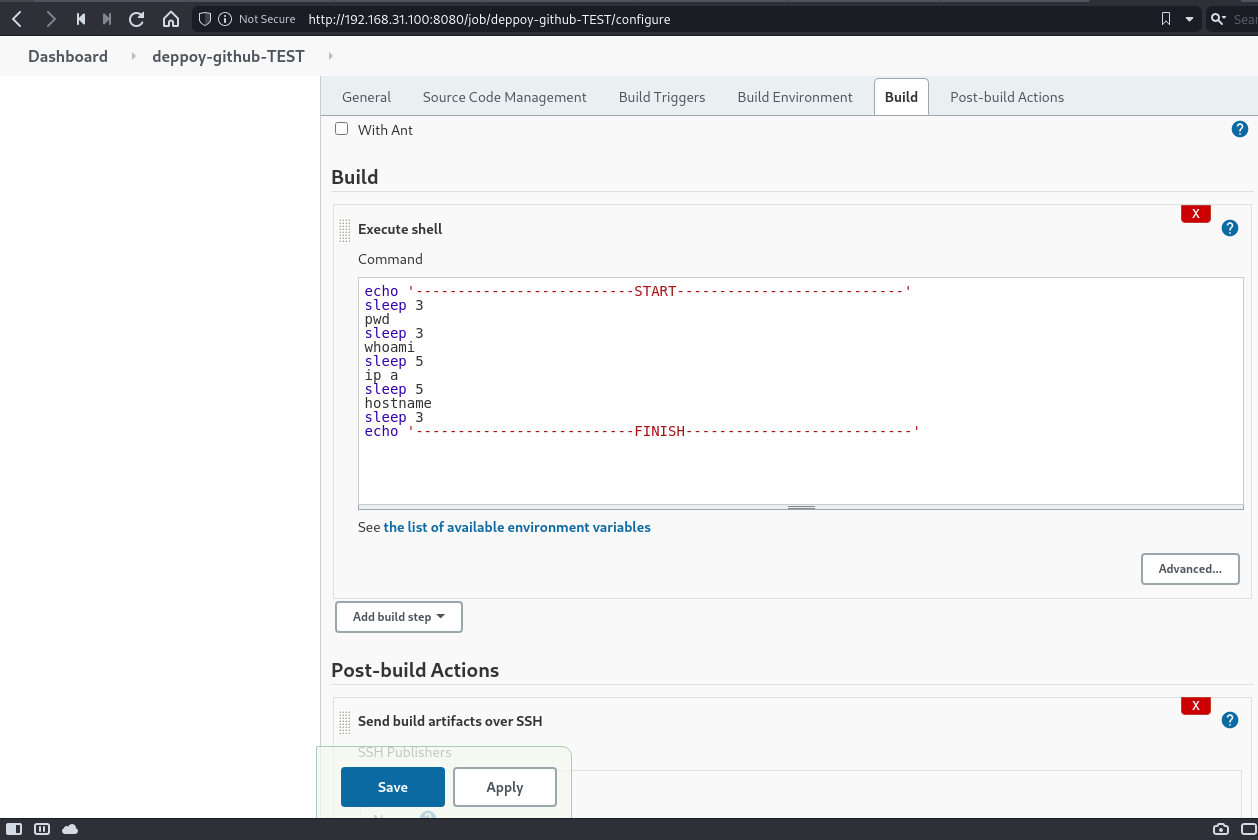 Not Secure http://192.168.31.100:8080/job/deppoy-github-TEST/configure Sear
Dashboard deppoy-github-TEST
General Source Code Management Build Triggers Build Environment Build Post-build Actions
With Ant ?
Build
X
Execute shell ?
Command
echo '--------------------------START---------------------------'
sleep 3
pwd
sleep 3
whoami
sleep 5
ip a
sleep 5
hostname
sleep 3
echo '--------------------------FINISH---------------------------'
See the list of available environment variables
Advanced...
Add build step
Post-build Actions
X
Send build artifacts over SSH ?
SSH Publishers
Save Apply